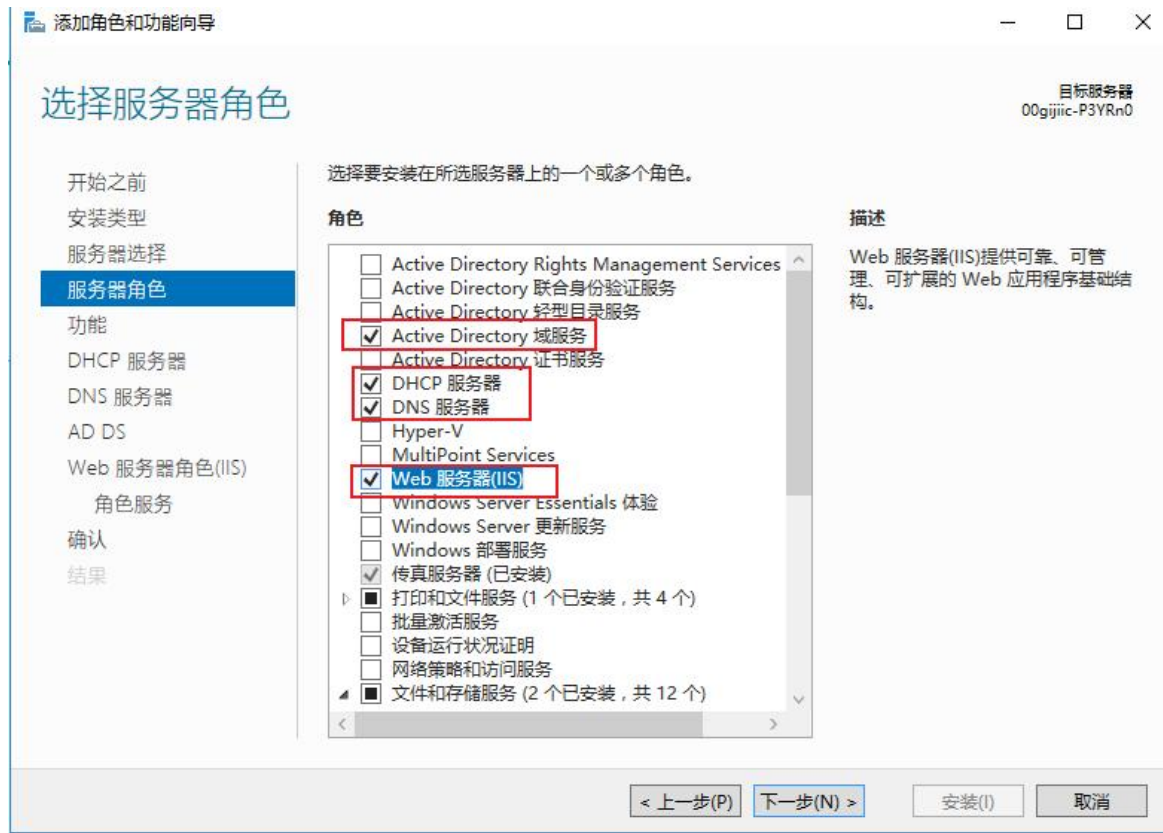 添加角色和功能向导
选择服务器角色
目标服务器
00gijiic-P3YRn0
开始之前
安装类型
服务器选择
服务器角色
功能
DHCP 服务器
DNS 服务器
AD DS
Web 服务器角色(IIS)
角色服务
确认
结果
选择要安装在所选服务器上的一个或多个角色。
角色
Active Directory Rights Management Services
Active Directory 联合身份验证服务
Active Directory 轻型目录服务
Active Directory 域服务
Active Directory 证书服务
DHCP 服务器
DNS 服务器
Hyper-V
MultiPoint Services
Web 服务器(IIS)
Windows Server Essentials 体验
Windows Server 更新服务
Windows 部署服务
传真服务器 (已安装)
打印和文件服务 (1 个已安装，共 4 个)
批量激活服务
设备运行状况证明
网络策略和访问服务
文件和存储服务 (2 个已安装，共 12 个)
描述
Web 服务器(IIS)提供可靠、可管
理、可扩展的 Web 应用程序基础结
构。
< 上一步(P)
下一步(N) >
安装(I)
取消